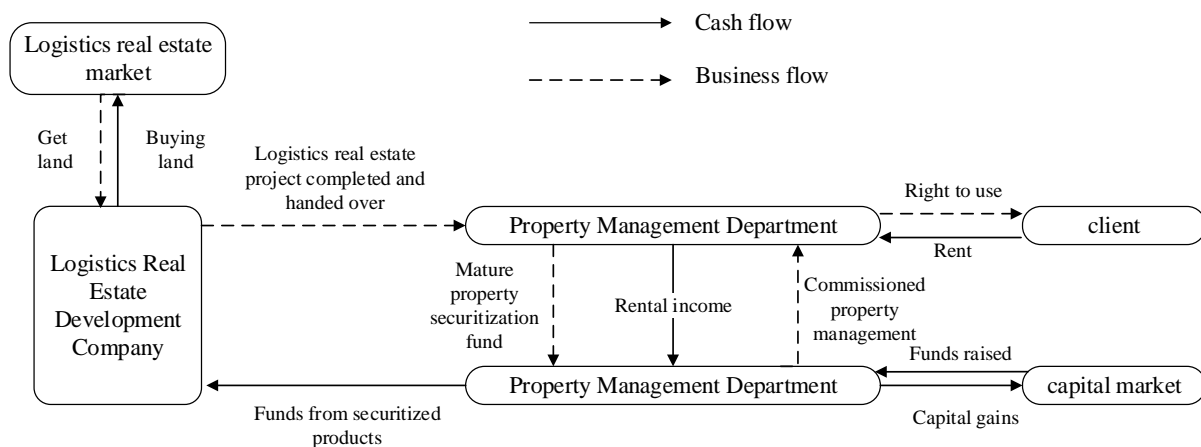 Cash flow
Business flow
Logistics real estate
market
Get
land
Buying
land
Logistics real estate
project completed and
handed over
Right to use
Property Management Department
client
Rent
Logistics Real
Estate
Development
Company
Mature
property
securitization
fund
Rental income
Commissioned
property
management
Funds raised
Property Management Department
capital market
Funds from securitized
products
Capital gains